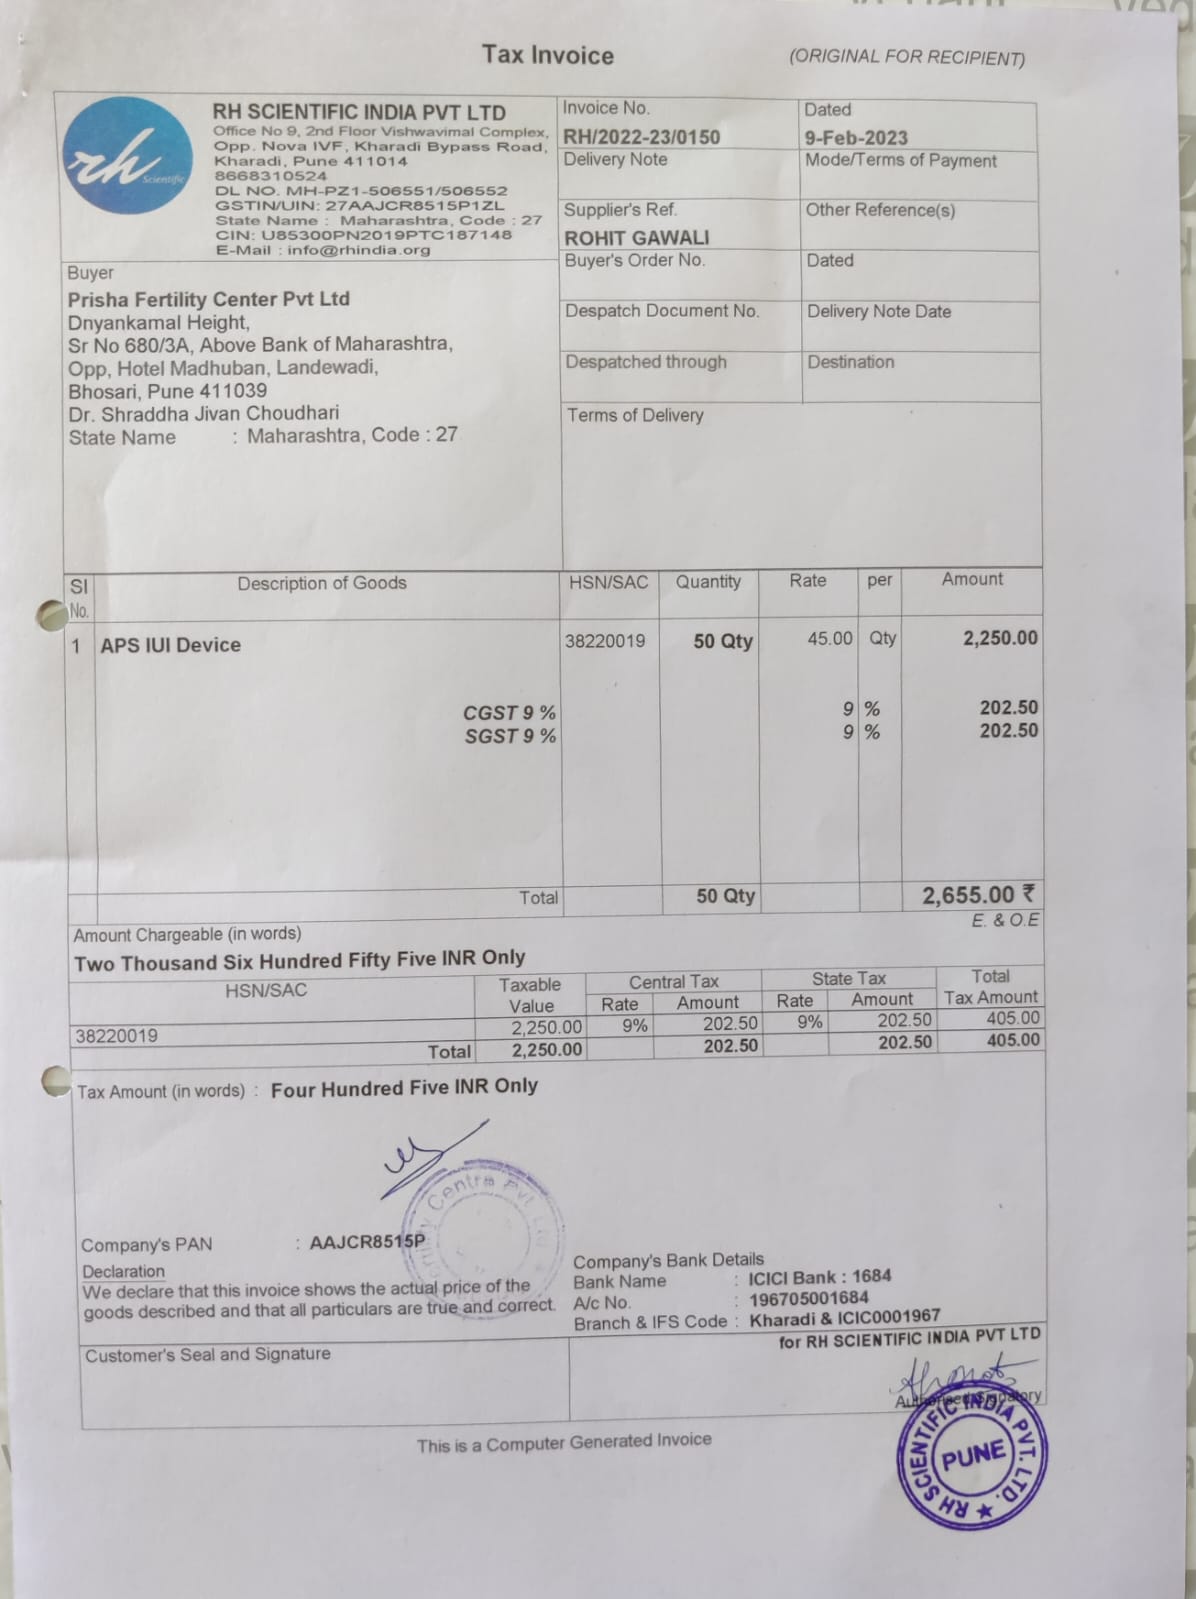 Tax Invoice
(ORIGINAL FOR RECIPIENT)
rh
Scientific
RH SCIENTIFIC INDIA PVT LTD
Office No 9, 2nd Floor Vishwavimal Complex,
Opp. Nova IVF, Kharadi Bypass Road,
Kharadi, Pune 411014
8668310524
DL NO. MH-PZ1-506551/506552
GSTIN/UIN: 27AAJCR8515P1ZL
State Name : Maharashtra, Code : 27
CIN: U85300PN2019PTC187148
E-Mail : info@rhindia.org
Invoice No.
RH/2022-23/0150
Dated
9-Feb-2023
Delivery Note
Mode/Terms of Payment
Supplier's Ref.
ROHIT GAWALI
Other Reference(s)
Buyer's Order No.
Dated
Despatch Document No.
Delivery Note Date
Despatched through
Destination
Terms of Delivery
Buyer
Prisha Fertility Center Pvt Ltd
Dnyankamal Height,
Sr No 680/3A, Above Bank of Maharashtra,
Opp, Hotel Madhuban, Landewadi,
Bhosari, Pune 411039
Dr. Shraddha Jivan Choudhari
State Name : Maharashtra, Code : 27
SI No. Description of Goods HSN/SAC Quantity Rate per Amount
1 APS IUI Device 38220019 50 Qty 45.00 Qty 2,250.00
CGST 9 % 9 % 202.50
SGST 9 % 9 % 202.50
Total 50 Qty 2,655.00 ₹
E. & O.E
Amount Chargeable (in words)
Two Thousand Six Hundred Fifty Five INR Only
HSN/SAC Taxable Value Central Tax State Tax Total Tax Amount
Rate Amount Rate Amount
38220019 2,250.00 9% 202.50 9% 202.50 405.00
Total 2,250.00 202.50 202.50 405.00
Tax Amount (in words) : Four Hundred Five INR Only
Centre Pvt Ltd
Company's PAN : AAJCR8515P
Declaration
We declare that this invoice shows the actual price of the
goods described and that all particulars are true and correct.
Company's Bank Details
Bank Name : ICICI Bank : 1684
A/c No. : 196705001684
Branch & IFS Code : Kharadi & ICIC0001967
Customer's Seal and Signature
for RH SCIENTIFIC INDIA PVT LTD
Authorised Signatory
RH SCIENTIFIC INDIA PVT. LTD. ★
PUNE
This is a Computer Generated Invoice